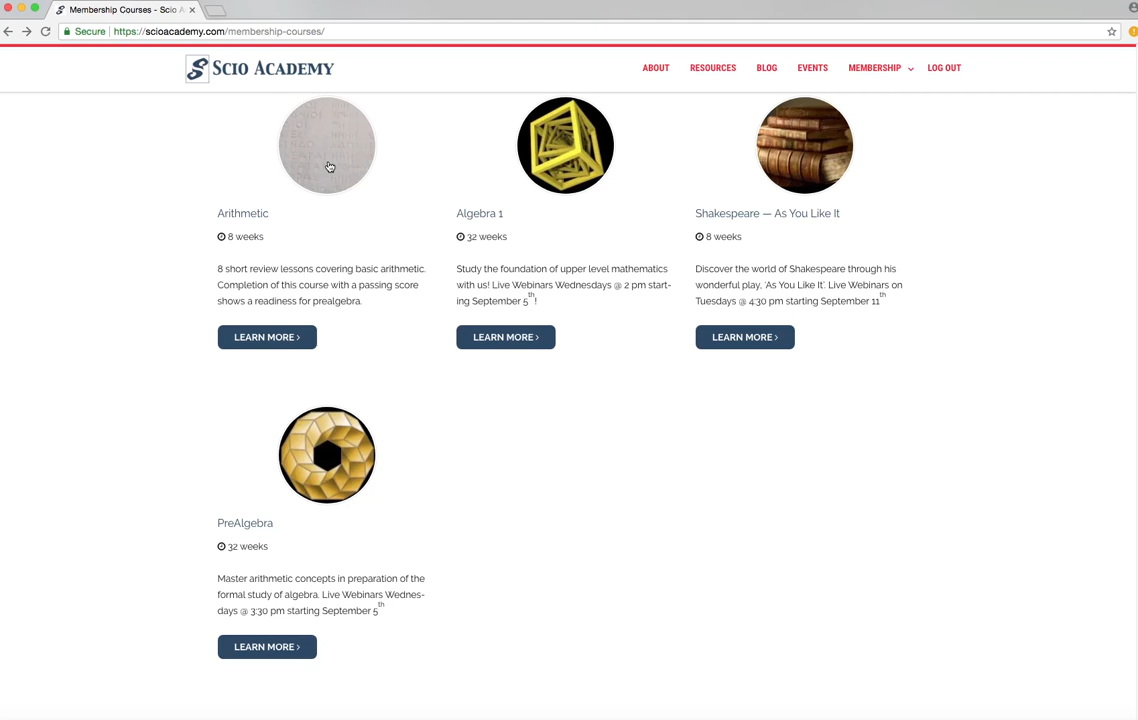 Membership Courses - Scio A
Secure | https://scioacademy.com/membership-courses/
S SCIO ACADEMY
ABOUT RESOURCES BLOG EVENTS MEMBERSHIP LOG OUT
Arithmetic
8 weeks
8 short review lessons covering basic arithmetic.
Completion of this course with a passing score
shows a readiness for prealgebra.
LEARN MORE ›
Algebra 1
32 weeks
Study the foundation of upper level mathematics
with us! Live Webinars Wednesdays @ 2 pm start-
ing September 5th!
LEARN MORE ›
Shakespeare — As You Like It
8 weeks
Discover the world of Shakespeare through his
wonderful play, 'As You Like It'. Live Webinars on
Tuesdays @ 4:30 pm starting September 11th
LEARN MORE ›
PreAlgebra
32 weeks
Master arithmetic concepts in preparation of the
formal study of algebra. Live Webinars Wednes-
days @ 3:30 pm starting September 5th
LEARN MORE ›